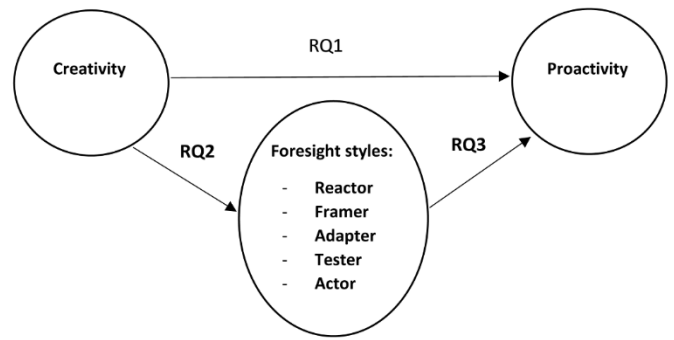 RQ1
Creativity
Proactivity
RQ2
RQ3
Foresight styles:
- Reactor
- Framer
- Adapter
- Tester
- Actor